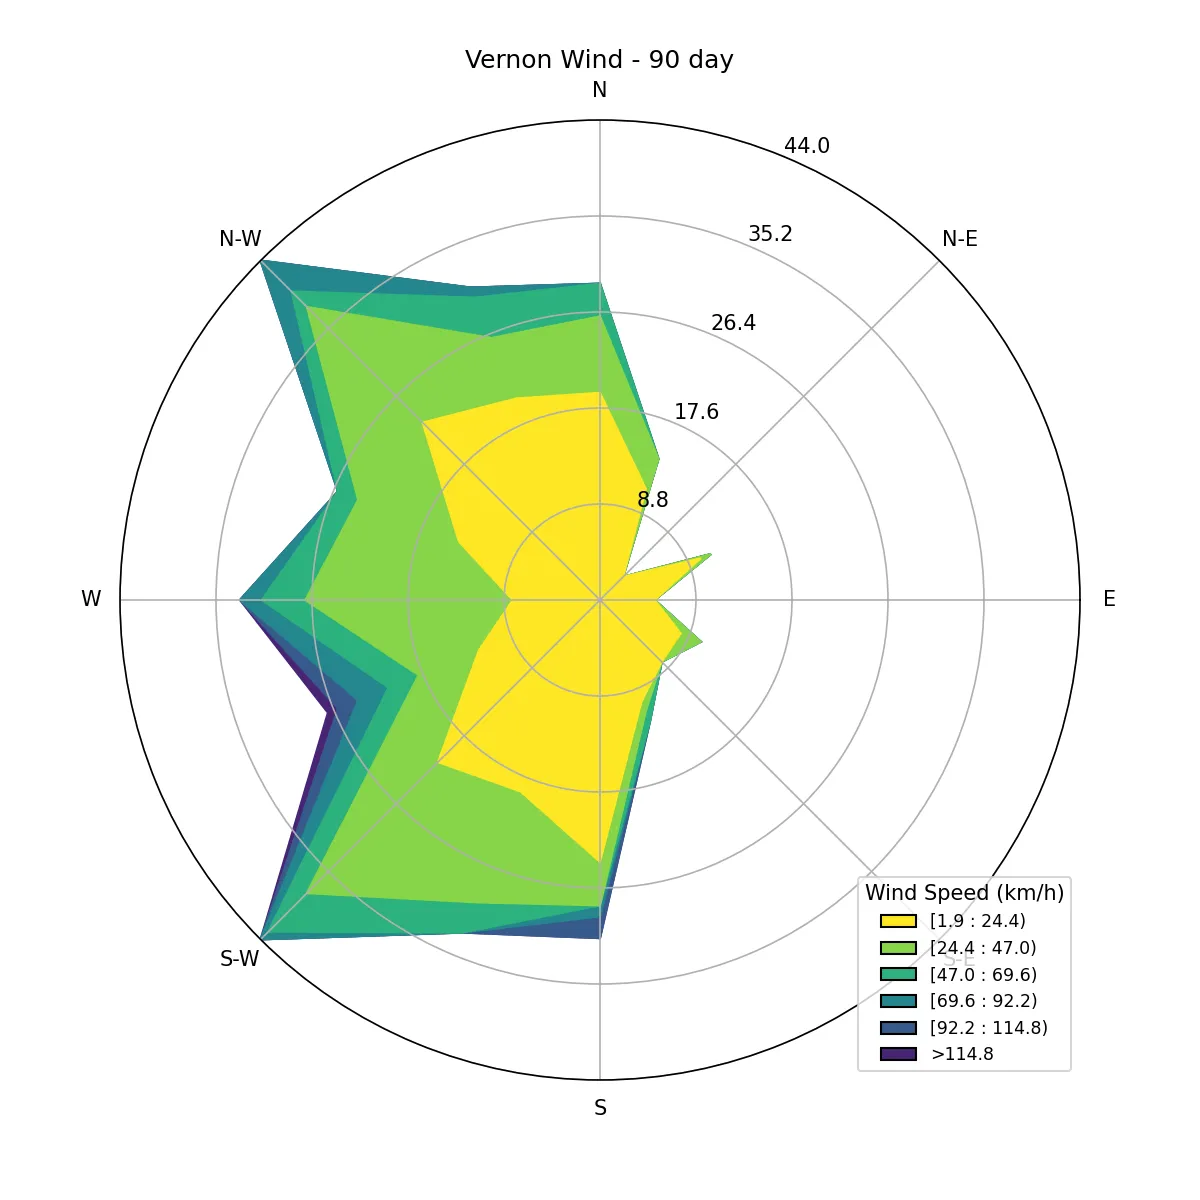 Vernon Wind - 90 day
N
44.0
35.2
N-W
N-E
26.4
17.6
8.8
W
E
Wind Speed (km/h)
[1.9 : 24.4)
[24.4 : 47.0)
S-W
S-E
[47.0 : 69.6)
[69.6 : 92.2)
[92.2 : 114.8)
>114.8
S